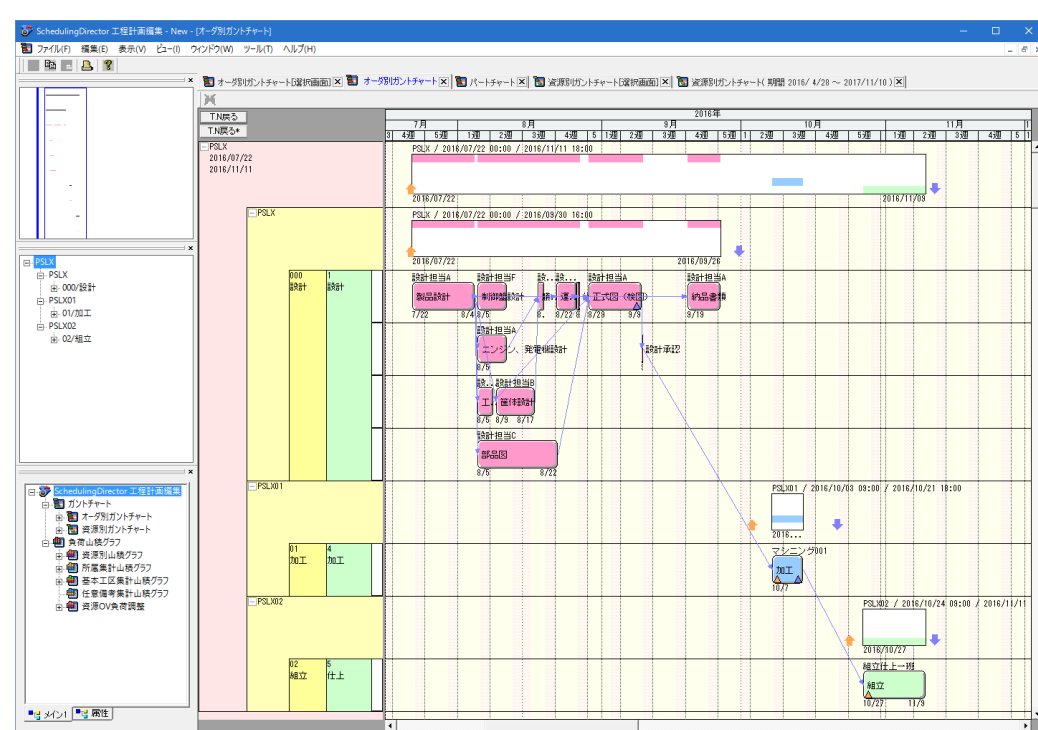 SchedulingDirector 工程計画編集 - New - [オーダ別ガントチャート]
ファイル(F) 編集(E) 表示(V) ビュー(I) ウィンドウ(W) ツール(T) ヘルプ(H)
オーダ別ガントチャート[選択画面] オーダ別ガントチャート パートチャート 資源別ガントチャート[選択画面] 資源別ガントチャート( 期間 2016/ 4/28 ～ 2017/11/10 )
T.N戻る
T.N戻る*
2016年
7月 8月 9月 10月 11月 1
3 4週 5週 1週 2週 3週 4週 5 1週 2週 3週 4週 5週 1 2週 3週 4週 5週 1週 2週 3週 4週 5 1
PSLX
2016/07/22
2016/11/11
PSLX / 2016/07/22 00:00 / 2016/11/11 18:00
2016/07/22 2016/11/09
PSLX
PSLX / 2016/07/22 00:00 / 2016/09/30 16:00
2016/07/22 2016/09/26
000 1
設計 設計
設計担当A 設計担当F 設.. 設... 設計担当A 設計担当A
製品設計 制御盤設計 運. 正式図 (検図) 納品書類
7/22 8/4 8/5 8. 8/22 8 8/29 9/9 9/19
設計担当A
エンジン、発電機設計 設計承認
8/5
設.. 設計担当B
工. 筐体設計
8/5 8/9 8/17
設計担当C
部品図
8/5 8/22
PSLX01
PSLX01 / 2016/10/03 09:00 / 2016/10/21 18:00
2016...
01 4
加工 加工
マシニング001
加工
10/7
PSLX02
PSLX02 / 2016/10/24 09:00 / 2016/11/11
2016/10/27
02 5
組立 仕上
組立仕上一班
組立
10/27 11/9
PSLX
PSLX
000/設計
PSLX01
01/加工
PSLX02
02/組立
SchedulingDirector 工程計画編集
ガントチャート
オーダ別ガントチャート
資源別ガントチャート
負荷山積グラフ
資源別山積グラフ
所属集計山積グラフ
基本工区集計山積グラフ
任意備考集計山積グラフ
資源OV負荷調整
メイン1 属性